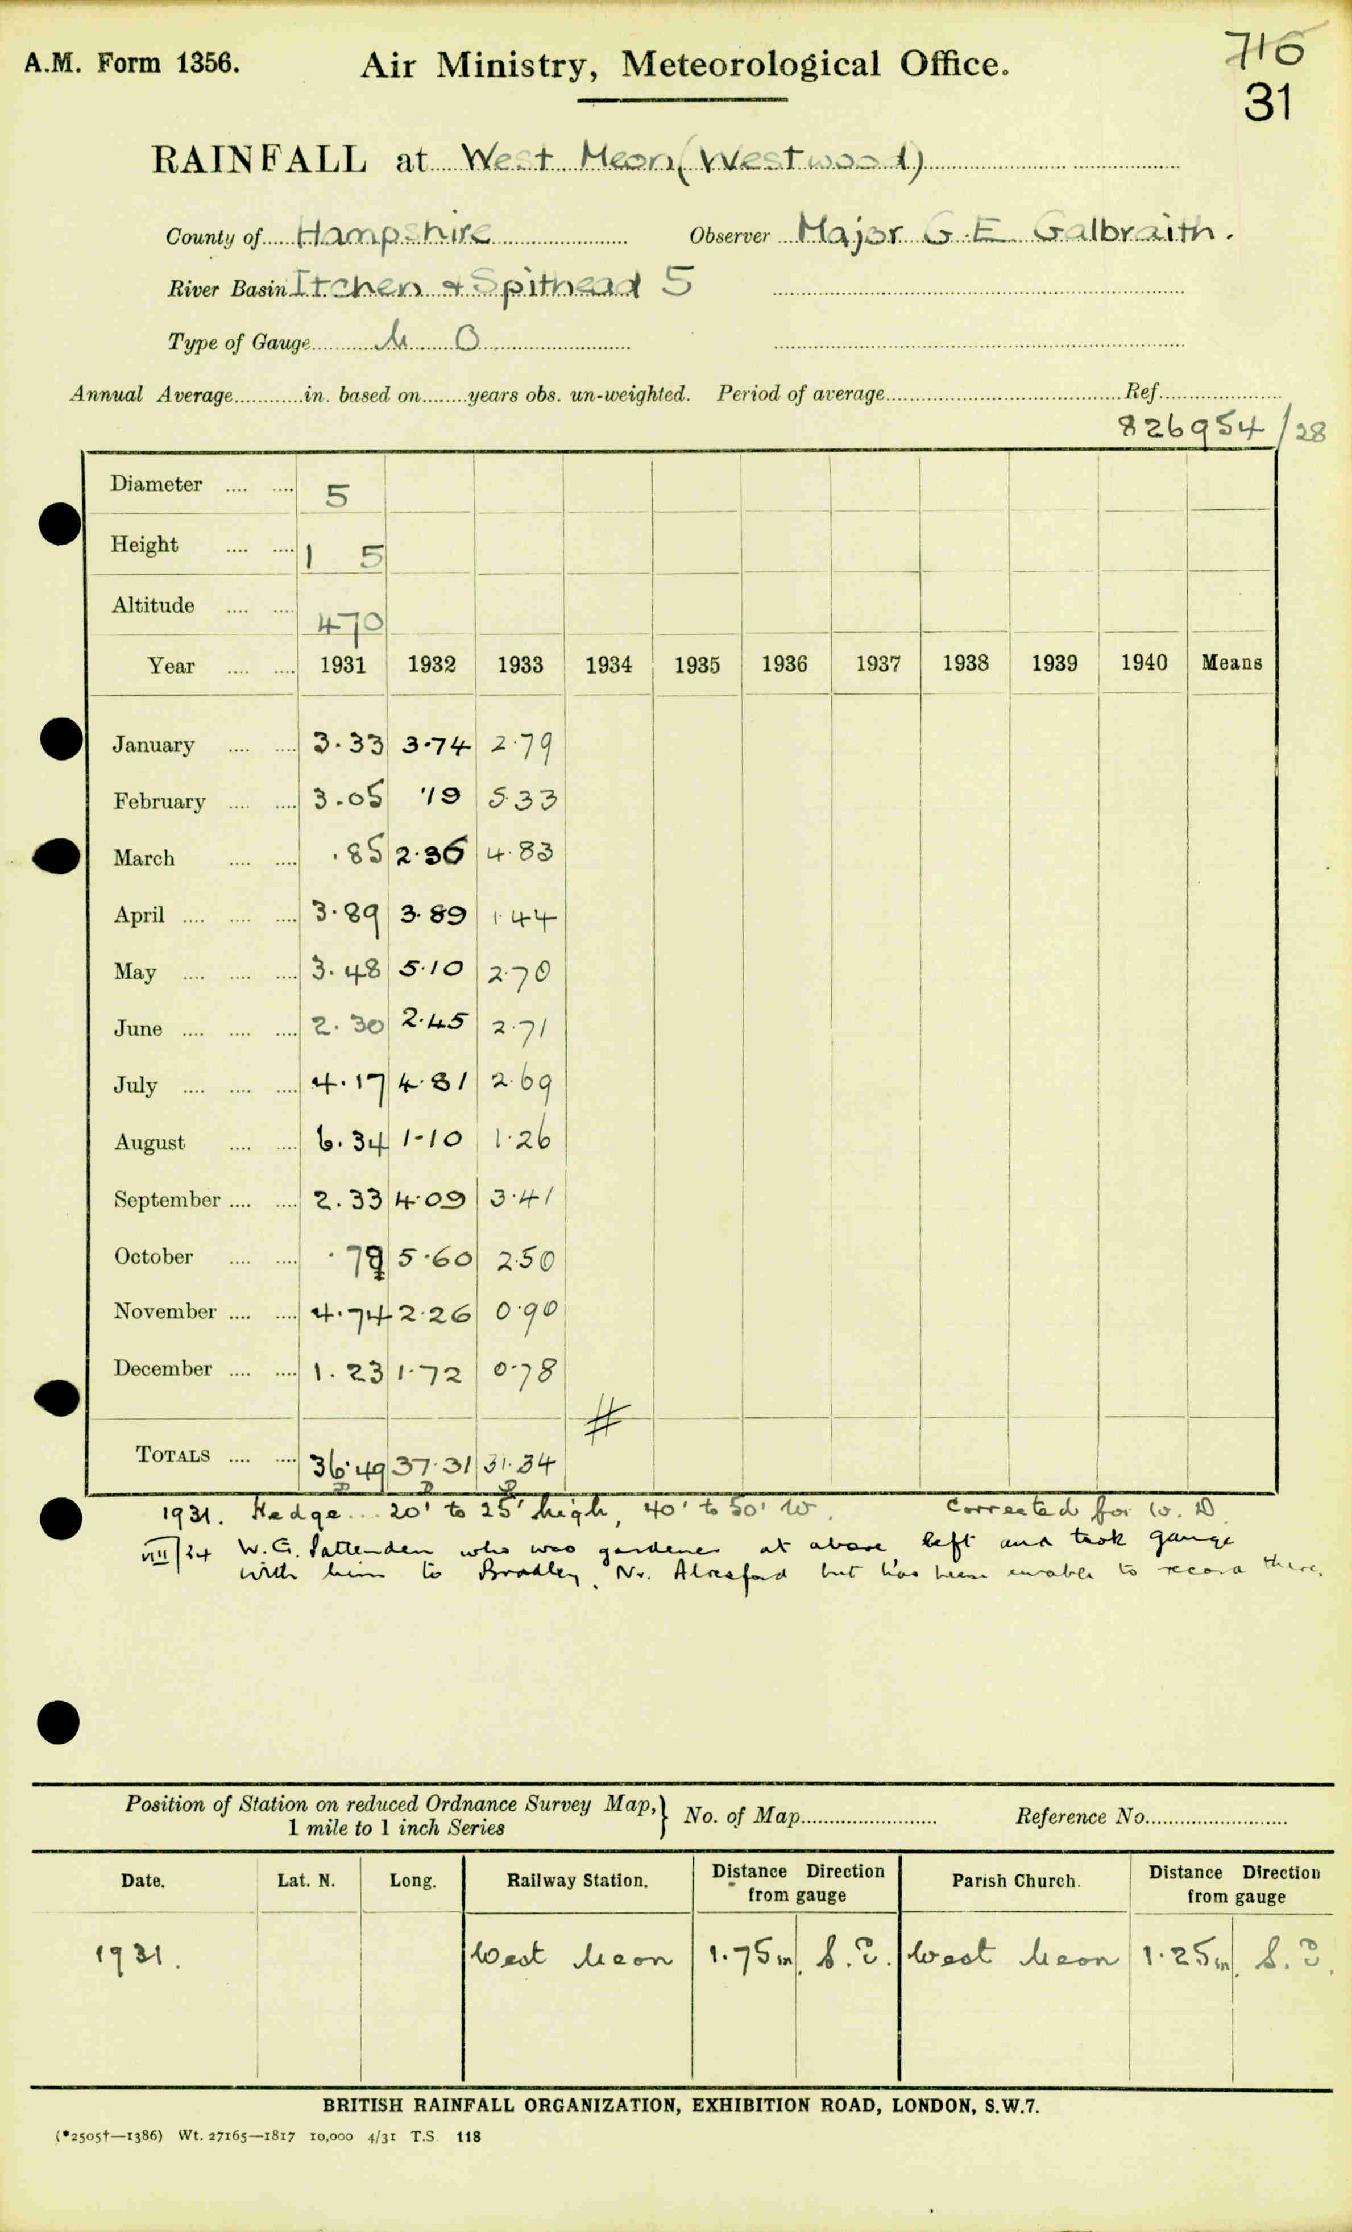 A.M. Form 1356.
Air Ministry, Meteorological Office.
716
31
RAINFALL at West Meon (Westwood)
County of Hampshire Observer Major G. E Galbraith.
River Basin Itchen & Spithead 5
Type of Gauge M O
Annual Average in. based on years obs. un-weighted. Period of average Ref.
826954/28
Diameter 5
Height 1 5
Altitude 470
Year 1931 1932 1933 1934 1935 1936 1937 1938 1939 1940 Means
January 3.33 3.74 2.79
February 3.05 .19 5.33
March .85 2.36 4.83
April 3.89 3.89 1.44
May 3.48 5.10 2.70
June 2.30 2.45 2.71
July 4.17 4.81 2.69
August 6.34 1.10 1.26
September 2.33 4.09 3.41
October .78 5.60 2.50
November 4.74 2.26 0.90
December 1.23 1.72 0.78
#
TOTALS 36.49 37.31 31.34
1931. Hedge... 20' to 25' high, 40' to 50' W. Corrected for W. D.
VIII/34 W. G. Pattenden who was gardener at above, left and took gauge
with him to Bradley, Nr. Alresford but has been unable to record there.
Position of Station on reduced Ordnance Survey Map, 1 mile to 1 inch Series } No. of Map Reference No.
Date. Lat. N. Long. Railway Station. Distance Direction from gauge Parish Church. Distance Direction from gauge
1931. West Meon 1.75m. S.E. West Meon 1.25m. S.E.
BRITISH RAINFALL ORGANIZATION, EXHIBITION ROAD, LONDON, S.W.7.
(*2505†—1386) Wt. 27165—1817 10,000 4/31 T.S. 118